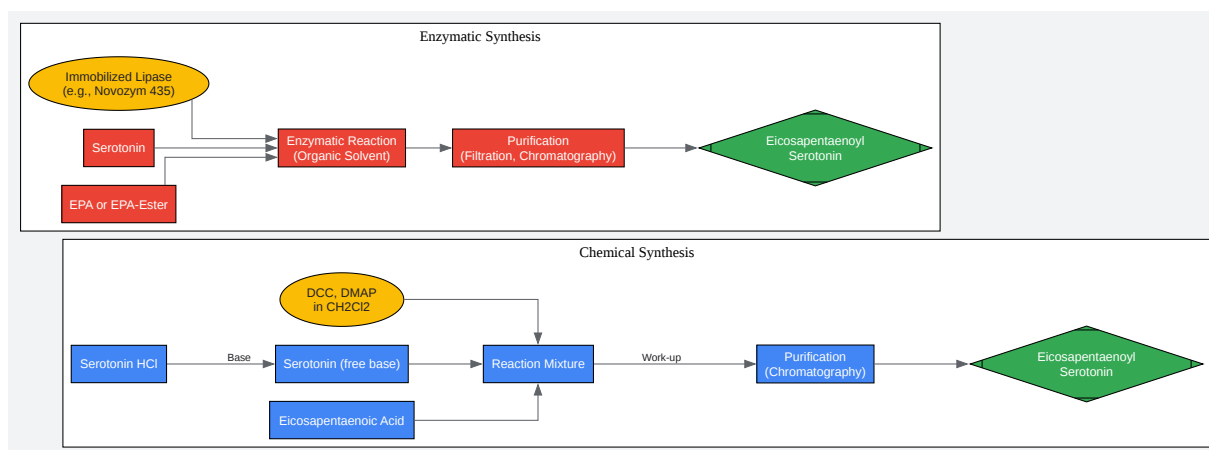 Enzymatic Synthesis
Immobilized Lipase
(e.g., Novozym 435)
Serotonin
EPA or EPA-Ester
Enzymatic Reaction
(Organic Solvent)
Purification
(Filtration, Chromatography)
Eicosapentaenoyl
Serotonin
Chemical Synthesis
DCC, DMAP
in CH2Cl2
Serotonin HCl
Base
Serotonin (free base)
Eicosapentaenoic Acid
Reaction Mixture
Work-up
Purification
(Chromatography)
Eicosapentaenoyl
Serotonin